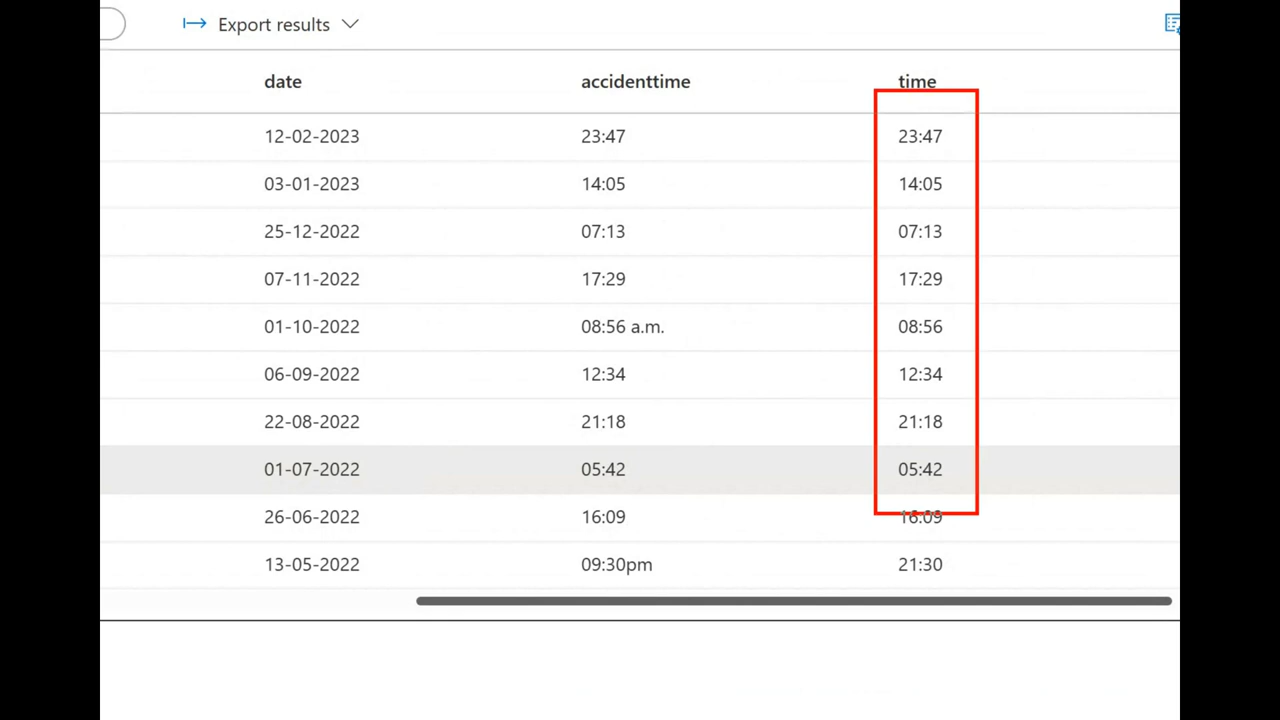 Export results
date accidenttime time
12-02-2023 23:47 23:47
03-01-2023 14:05 14:05
25-12-2022 07:13 07:13
07-11-2022 17:29 17:29
01-10-2022 08:56 a.m. 08:56
06-09-2022 12:34 12:34
22-08-2022 21:18 21:18
01-07-2022 05:42 05:42
26-06-2022 16:09 16:09
13-05-2022 09:30pm 21:30